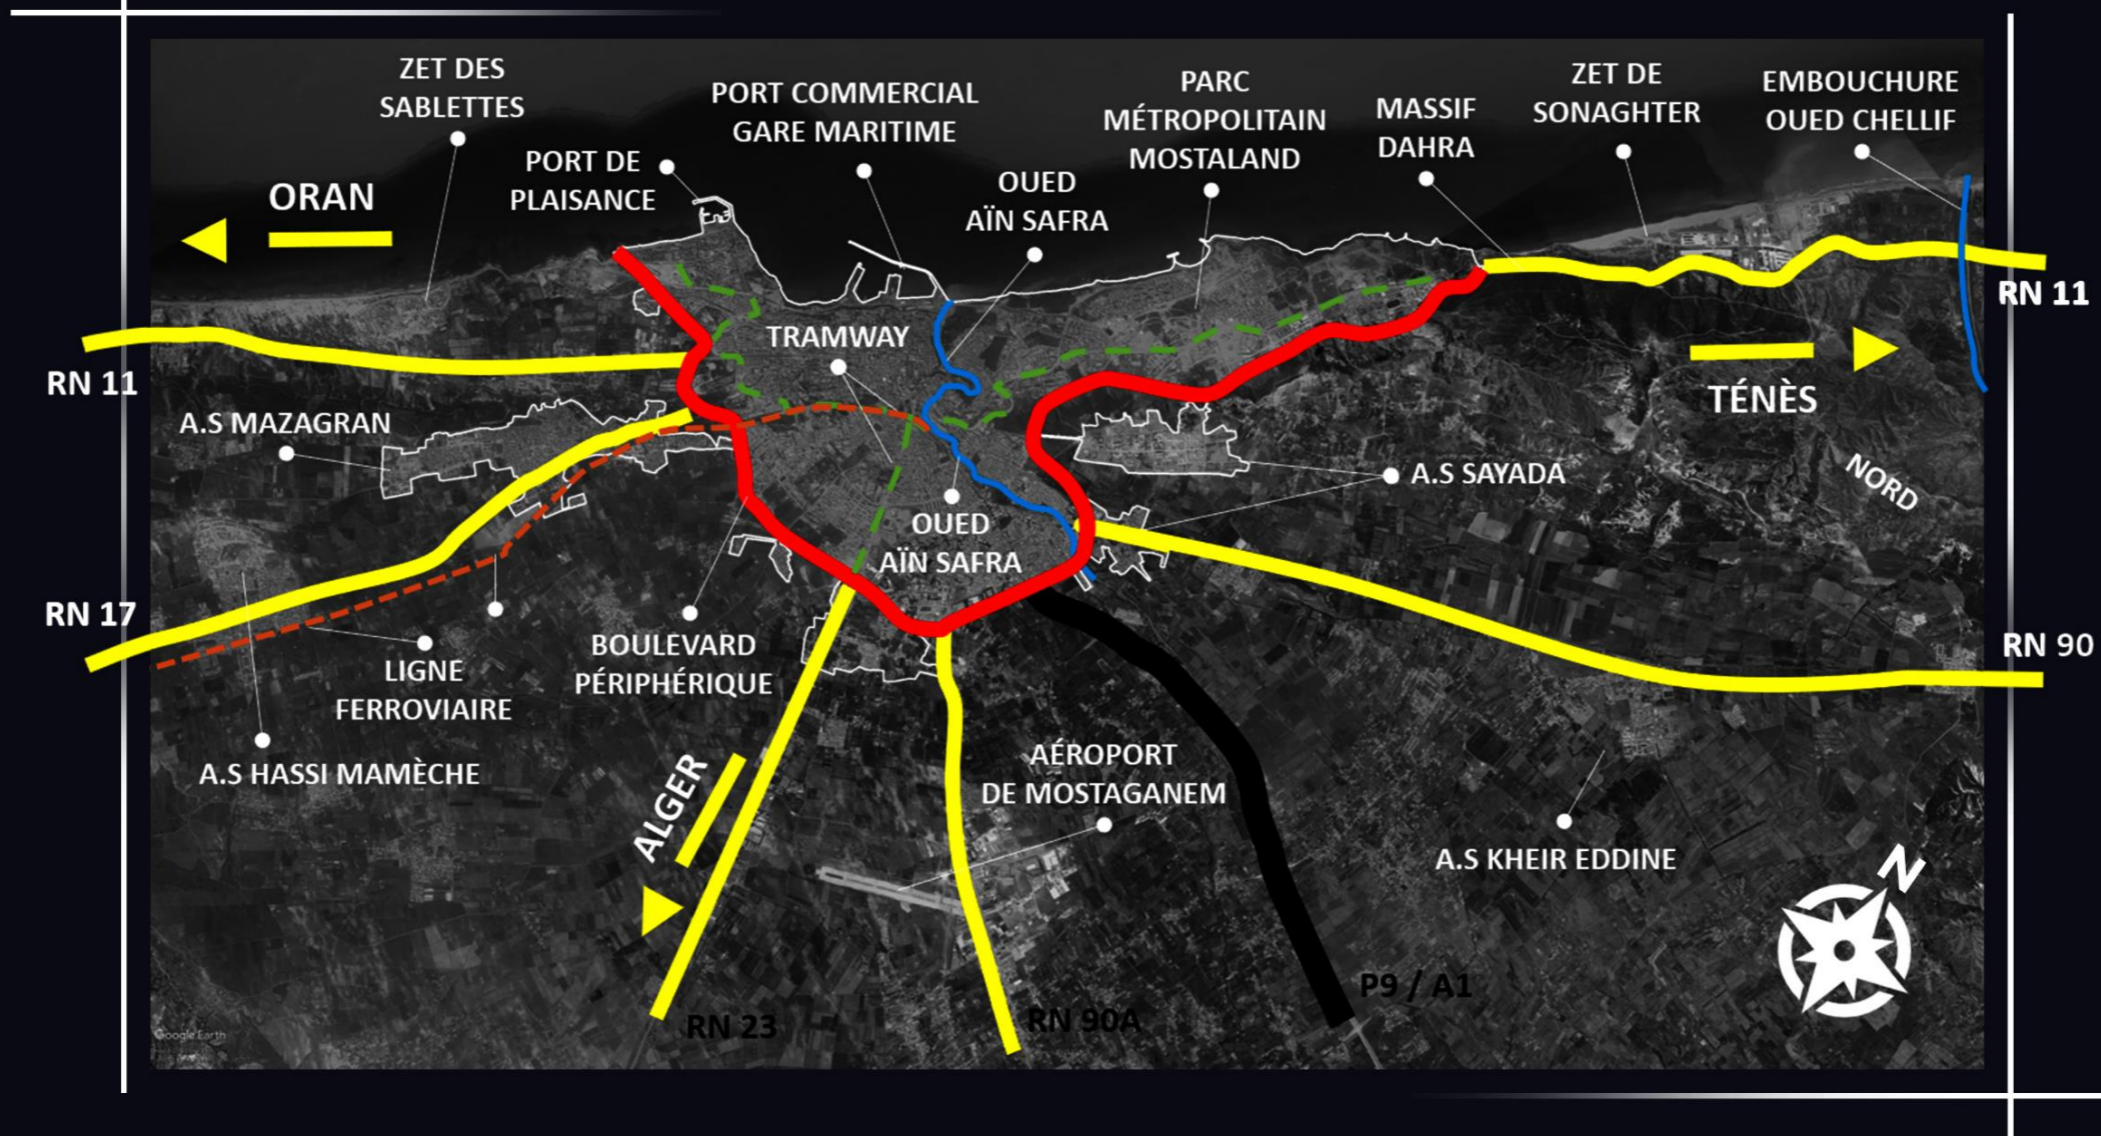 ZET DES
SABLETTES
PORT COMMERCIAL
GARE MARITIME
PARC
MÉTROPOLITAIN
MOSTALAND
MASSIF
DAHRA
ZET DE
SONAGHTER
EMBOUCHURE
OUED CHELLIF
PORT DE
PLAISANCE
OUED
AÏN SAFRA
ORAN
RN 11
TRAMWAY
RN 11
TÉNÈS
A.S MAZAGRAN
A.S SAYADA
NORD
OUED
AÏN SAFRA
RN 17
BOULEVARD
PÉRIPHÉRIQUE
RN 90
LIGNE
FERROVIAIRE
A.S HASSI MAMÈCHE
ALGER
AÉROPORT
DE MOSTAGANEM
A.S KHEIR EDDINE
N
P9 / A1
RN 23
RN 90A
Google Earth